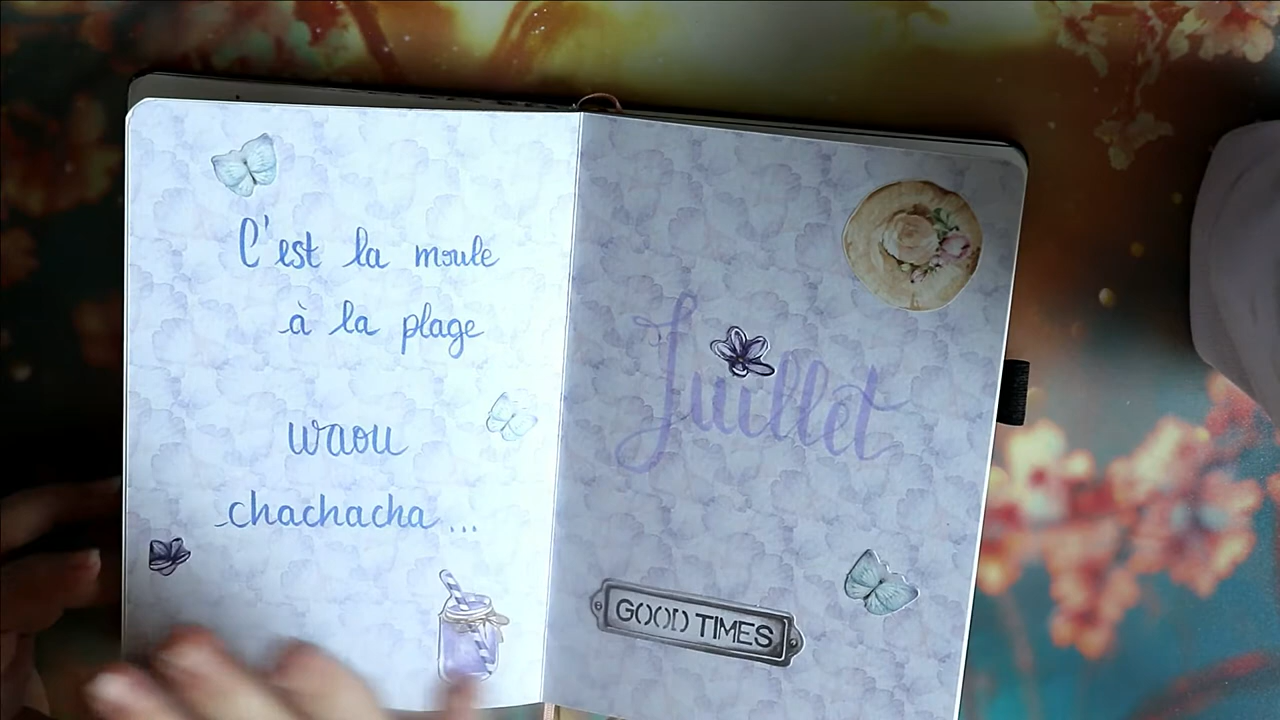 C'est la moule
à la plage
waou
chachacha...
Juillet
GOOD TIMES